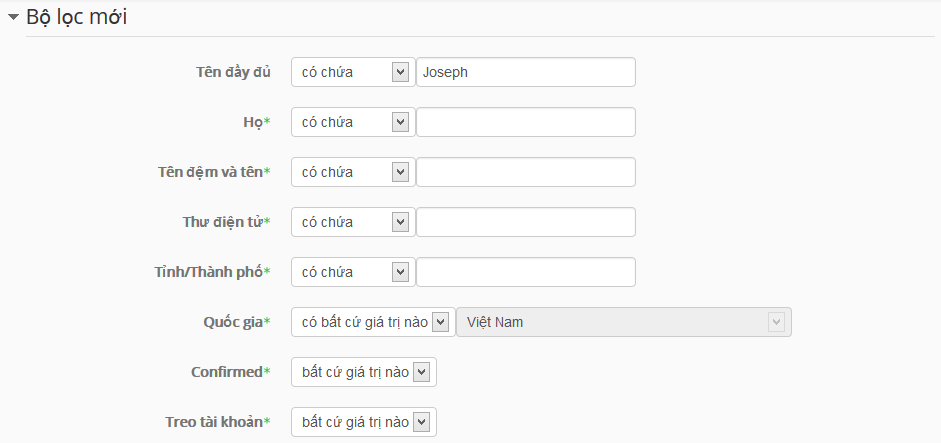 Bộ lọc mới
Tên đầy đủ có chứa Joseph
Họ* có chứa
Tên đệm và tên* có chứa
Thư điện tử* có chứa
Tỉnh/Thành phố* có chứa
Quốc gia* có bất cứ giá trị nào Việt Nam
Confirmed* bất cứ giá trị nào
Treo tài khoản* bất cứ giá trị nào